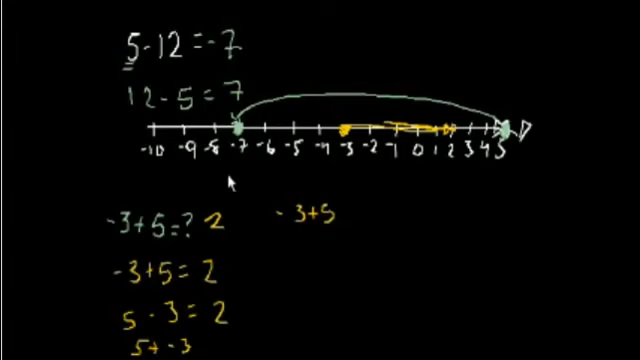 5 - 12 = -7
12 - 5 = 7
-10 -9 -8 -7 -6 -5 -4 -3 -2 -1 0 1 2 3 4 5
-3 + 5 = ? 2 - 3 + 5
-3 + 5 = 2
5 - 3 = 2
5 + -3